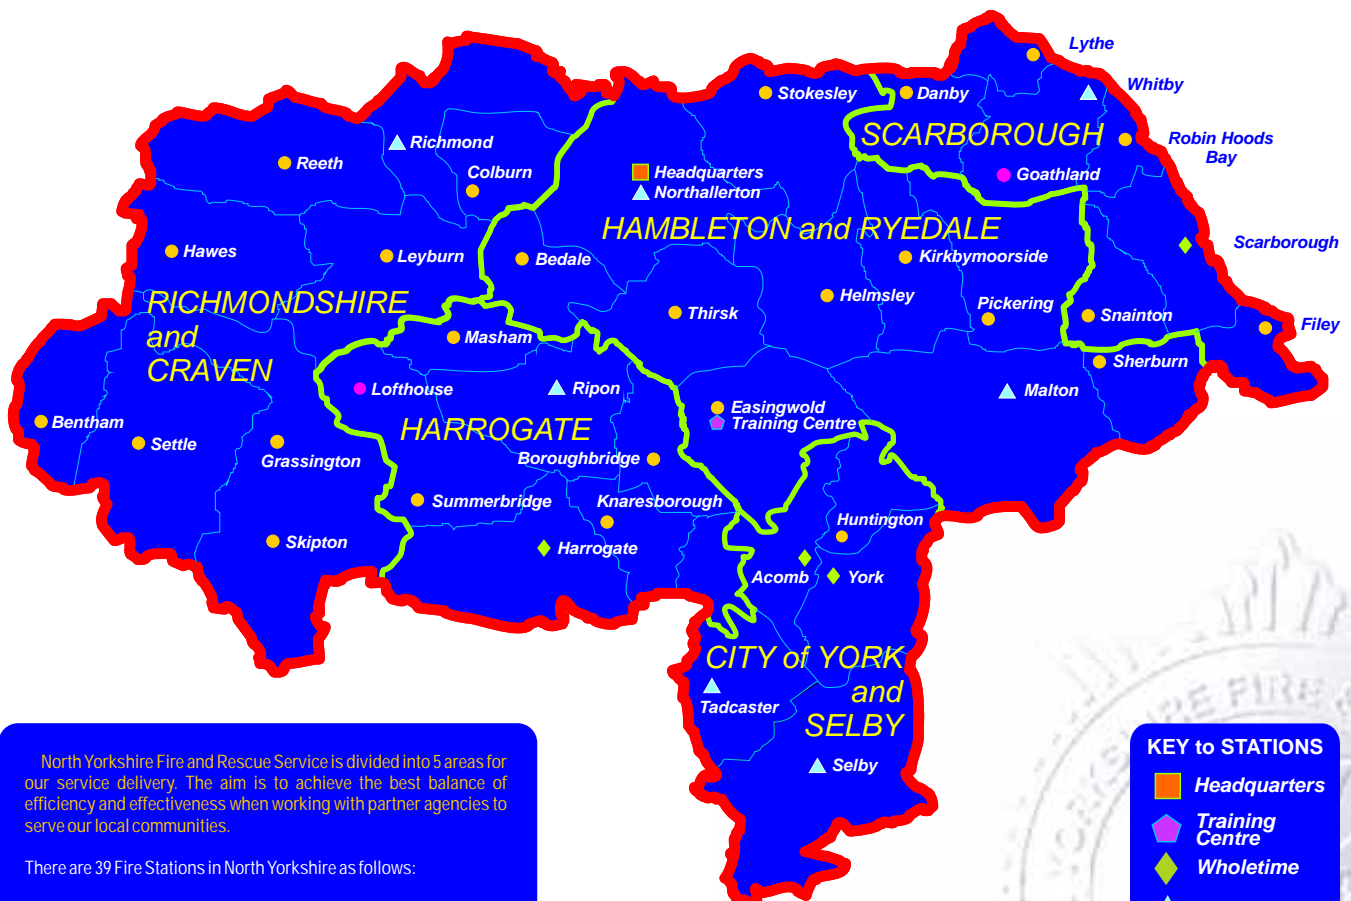 Lythe
Whitby
Stokesley
Danby
SCARBOROUGH
Robin Hoods
Bay
Richmond
Reeth
Colburn
Headquarters
Northallerton
Goathland
HAMBLETON and RYEDALE
Scarborough
Hawes
Leyburn
Bedale
Kirkbymoorside
RICHMONDSHIRE
and
CRAVEN
Helmsley
Pickering
Thirsk
Snainton
Filey
Masham
Sherburn
Lofthouse
Ripon
Malton
Bentham
Settle
Grassington
HARROGATE
Easingwold
Training Centre
Boroughbridge
Summerbridge
Knaresborough
Huntington
Skipton
Harrogate
Acomb
York
CITY of YORK
and
SELBY
Tadcaster
Selby
North Yorkshire Fire and Rescue Service is divided into 5 areas for
our service delivery. The aim is to achieve the best balance of
efficiency and effectiveness when working with partner agencies to
serve our local communities.
There are 39 Fire Stations in North Yorkshire as follows:
KEY to STATIONS
Headquarters
Training
Centre
Wholetime